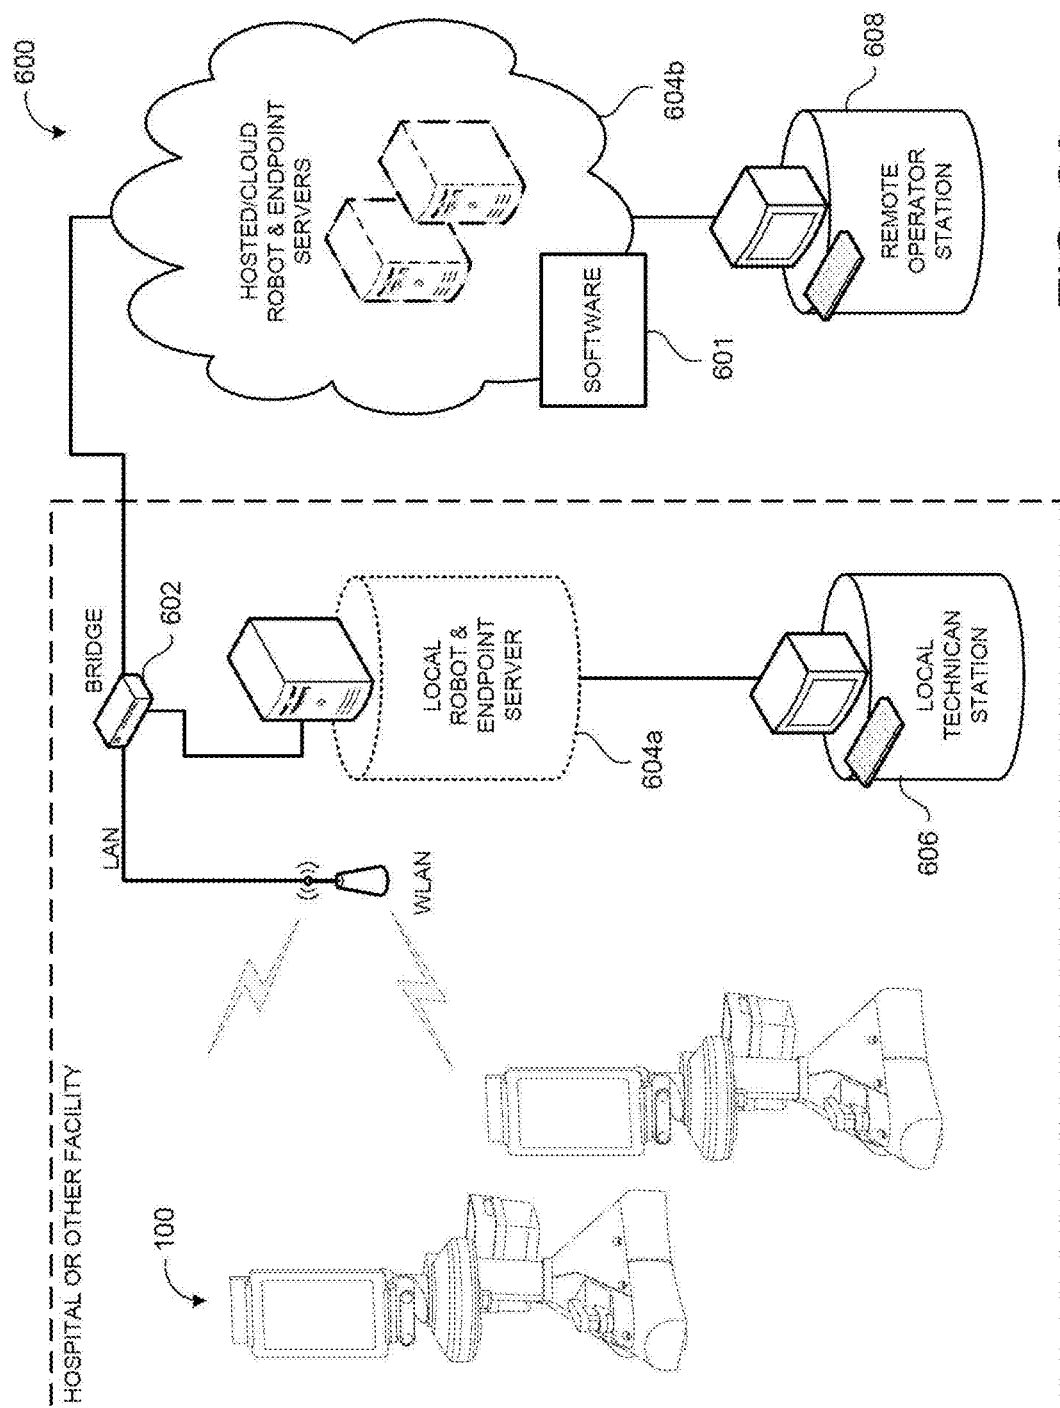 600
HOSPITAL OR OTHER FACILITY
100
LAN
BRIDGE
602
WLAN
LOCAL
ROBOT &
ENDPOINT
SERVER
604a
LOCAL
TECHNICAN
STATION
606
HOSTED/CLOUD
ROBOT & ENDPOINT
SERVERS
604b
SOFTWARE
601
REMOTE
OPERATOR
STATION
608